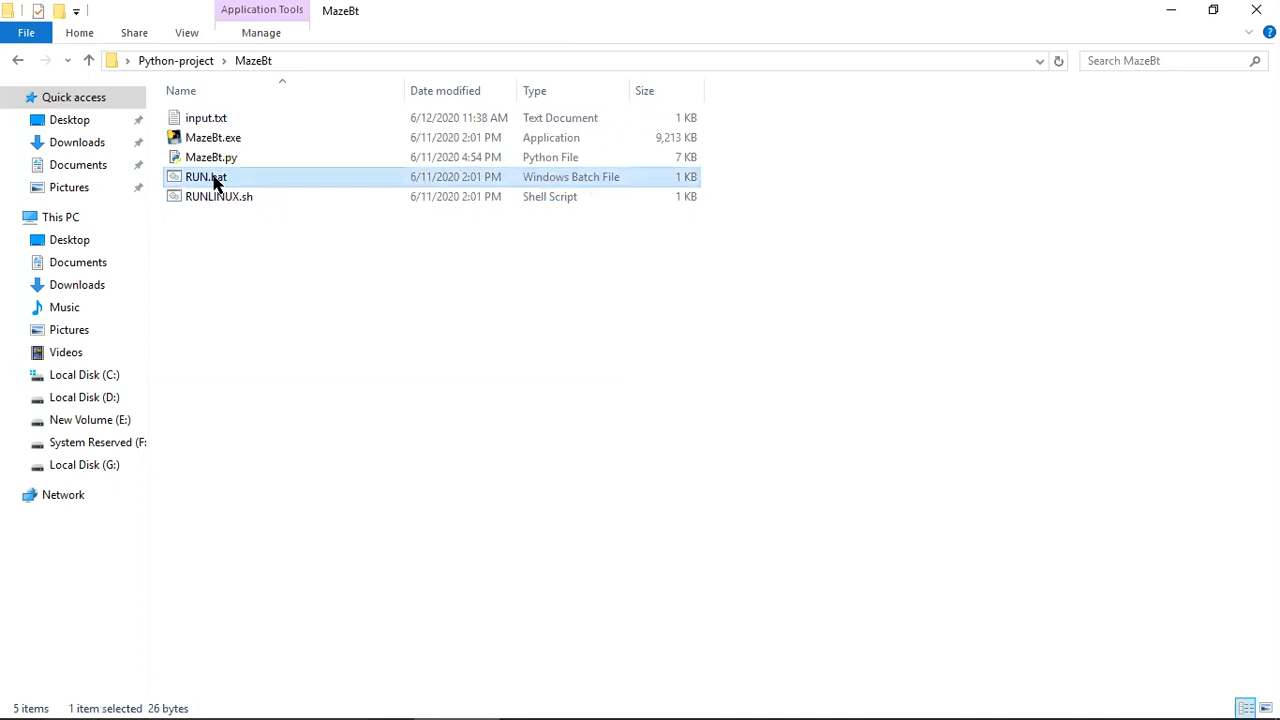 Application Tools
MazeBt
File
Home
Share
View
Manage
Python-project
MazeBt
Search MazeBt
Quick access
Desktop
Downloads
Documents
Pictures
This PC
Desktop
Documents
Downloads
Music
Pictures
Videos
Local Disk (C:)
Local Disk (D:)
New Volume (E:)
System Reserved (F:
Local Disk (G:)
Network
Name Date modified Type Size
input.txt 6/12/2020 11:38 AM Text Document 1 KB
MazeBt.exe 6/11/2020 2:01 PM Application 9,213 KB
MazeBt.py 6/11/2020 4:54 PM Python File 7 KB
RUN.bat 6/11/2020 2:01 PM Windows Batch File 1 KB
RUNLINUX.sh 6/11/2020 2:01 PM Shell Script 1 KB
5 items 1 item selected 26 bytes